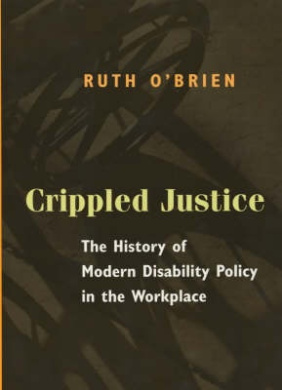 RUTH O'BRIEN
Crippled Justice
The History of
Modern Disability Policy
in the Workplace